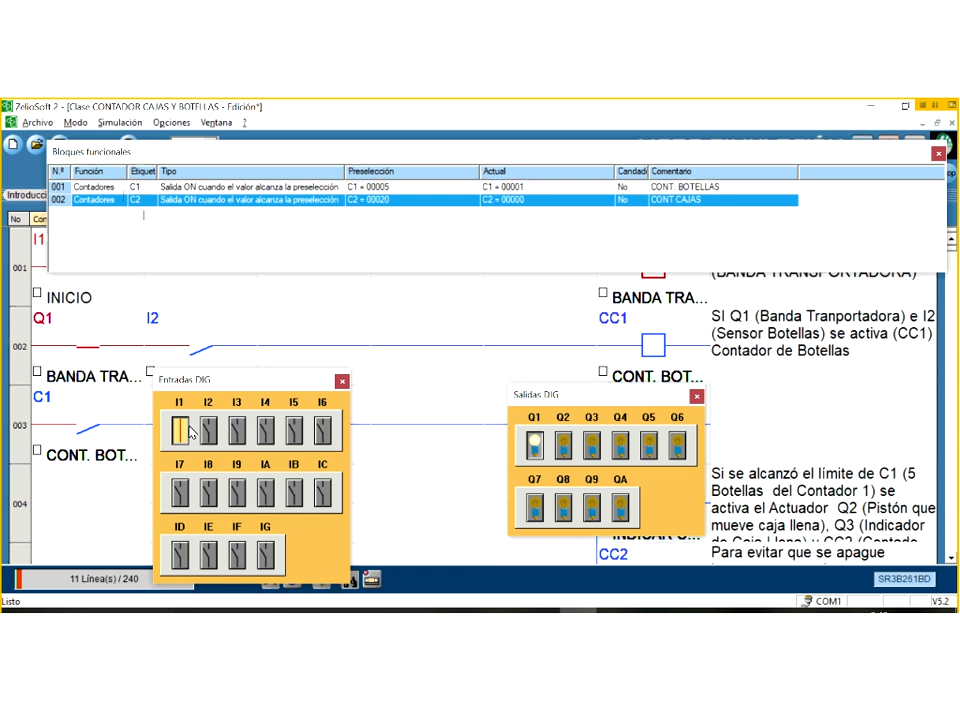 ZelioSoft 2 - [Clase CONTADOR CAJAS Y BOTELLAS - Edición*]
Archivo Modo Simulación Opciones Ventana ?
Bloques funcionales
N.º Función Etiquet Tipo Preselección Actual Candad Comentario
001 Contadores C1 Salida ON cuando el valor alcanza la preselección C1 = 00005 C1 = 00001 No CONT. BOTELLAS
002 Contadores C2 Salida ON cuando el valor alcanza la preselección C2 = 00020 C2 = 00000 No CONT CAJAS
Introducci
No Con
I1
001
(BANDA TRANSPORTADORA)
INICIO
BANDA TRA...
Q1 I2 CC1
SI Q1 (Banda Tranportadora) e I2
(Sensor Botellas) se activa (CC1)
Contador de Botellas
002
BANDA TRA...
CONT. BOT...
C1
003
CONT. BOT...
004
Entradas DIG
I1 I2 I3 I4 I5 I6
I7 I8 I9 IA IB IC
ID IE IF IG
Salidas DIG
Q1 Q2 Q3 Q4 Q5 Q6
Q7 Q8 Q9 QA
Si se alcanzó el límite de C1 (5
Botellas del Contador 1) se
activa el Actuador Q2 (Pistón que
mueve caja llena), Q3 (Indicador
de Caja Llena) y CC2 (Contado
INDICAR C...
CC2
Para evitar que se apague
11 Línea(s) / 240
SR3B261BD
Listo
COM1
V5.2